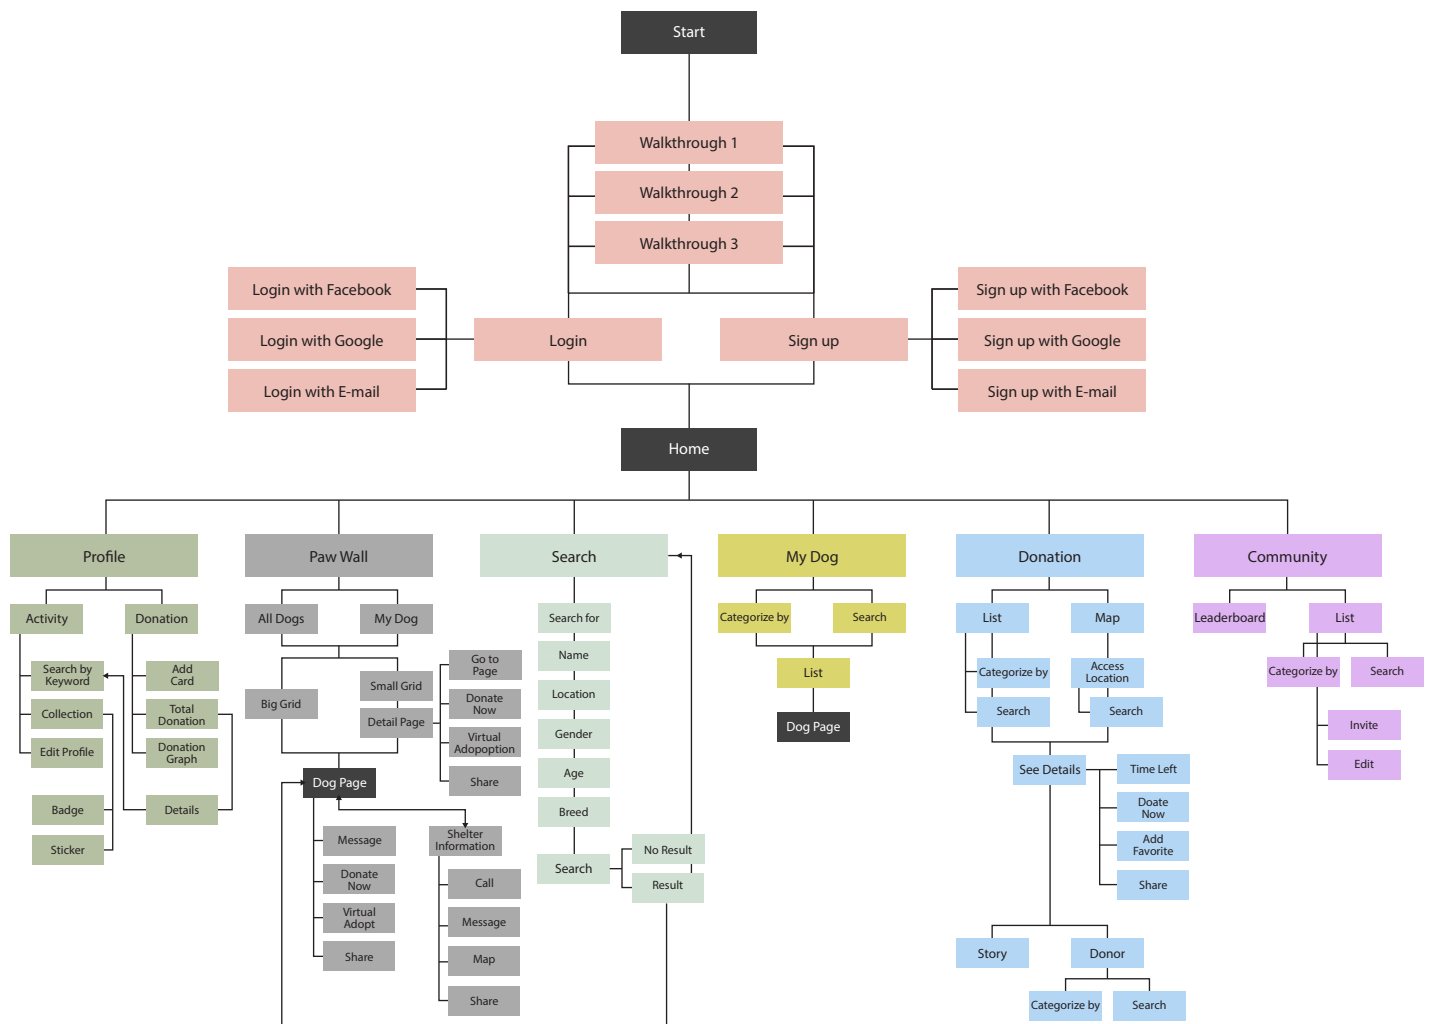 Start
Walkthrough 1
Walkthrough 2
Walkthrough 3
Login with Facebook
Login with Google
Login with E-mail
Login
Sign up
Sign up with Facebook
Sign up with Google
Sign up with E-mail
Home
Profile
Activity
Donation
Search by
Keyword
Collection
Edit Profile
Badge
Sticker
Add
Card
Total
Donation
Donation
Graph
Details
Paw Wall
All Dogs
My Dog
Big Grid
Small Grid
Detail Page
Go to
Page
Donate
Now
Virtual
Adopoption
Share
Dog Page
Message
Donate
Now
Virtual
Adopt
Share
Shelter
Information
Call
Message
Map
Share
Search
Search for
Name
Location
Gender
Age
Breed
Search
No Result
Result
My Dog
Categorize by
Search
List
Dog Page
Donation
List
Map
Categorize by
Search
Access
Location
Search
See Details
Time Left
Doate
Now
Add
Favorite
Share
Story
Donor
Categorize by
Search
Community
Leaderboard
List
Categorize by
Search
Invite
Edit